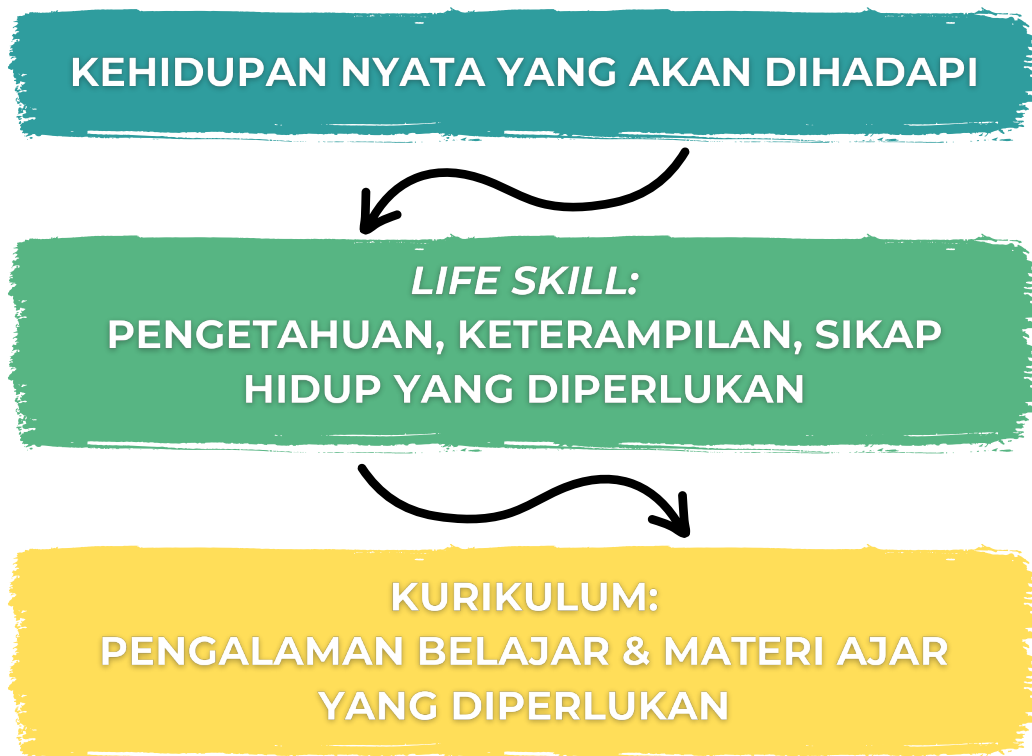 KEHIDUPAN NYATA YANG AKAN DIHADAPI
LIFE SKILL:
PENGETAHUAN, KETERAMPILAN, SIKAP
HIDUP YANG DIPERLUKAN
KURIKULUM:
PENGALAMAN BELAJAR & MATERI AJAR
YANG DIPERLUKAN